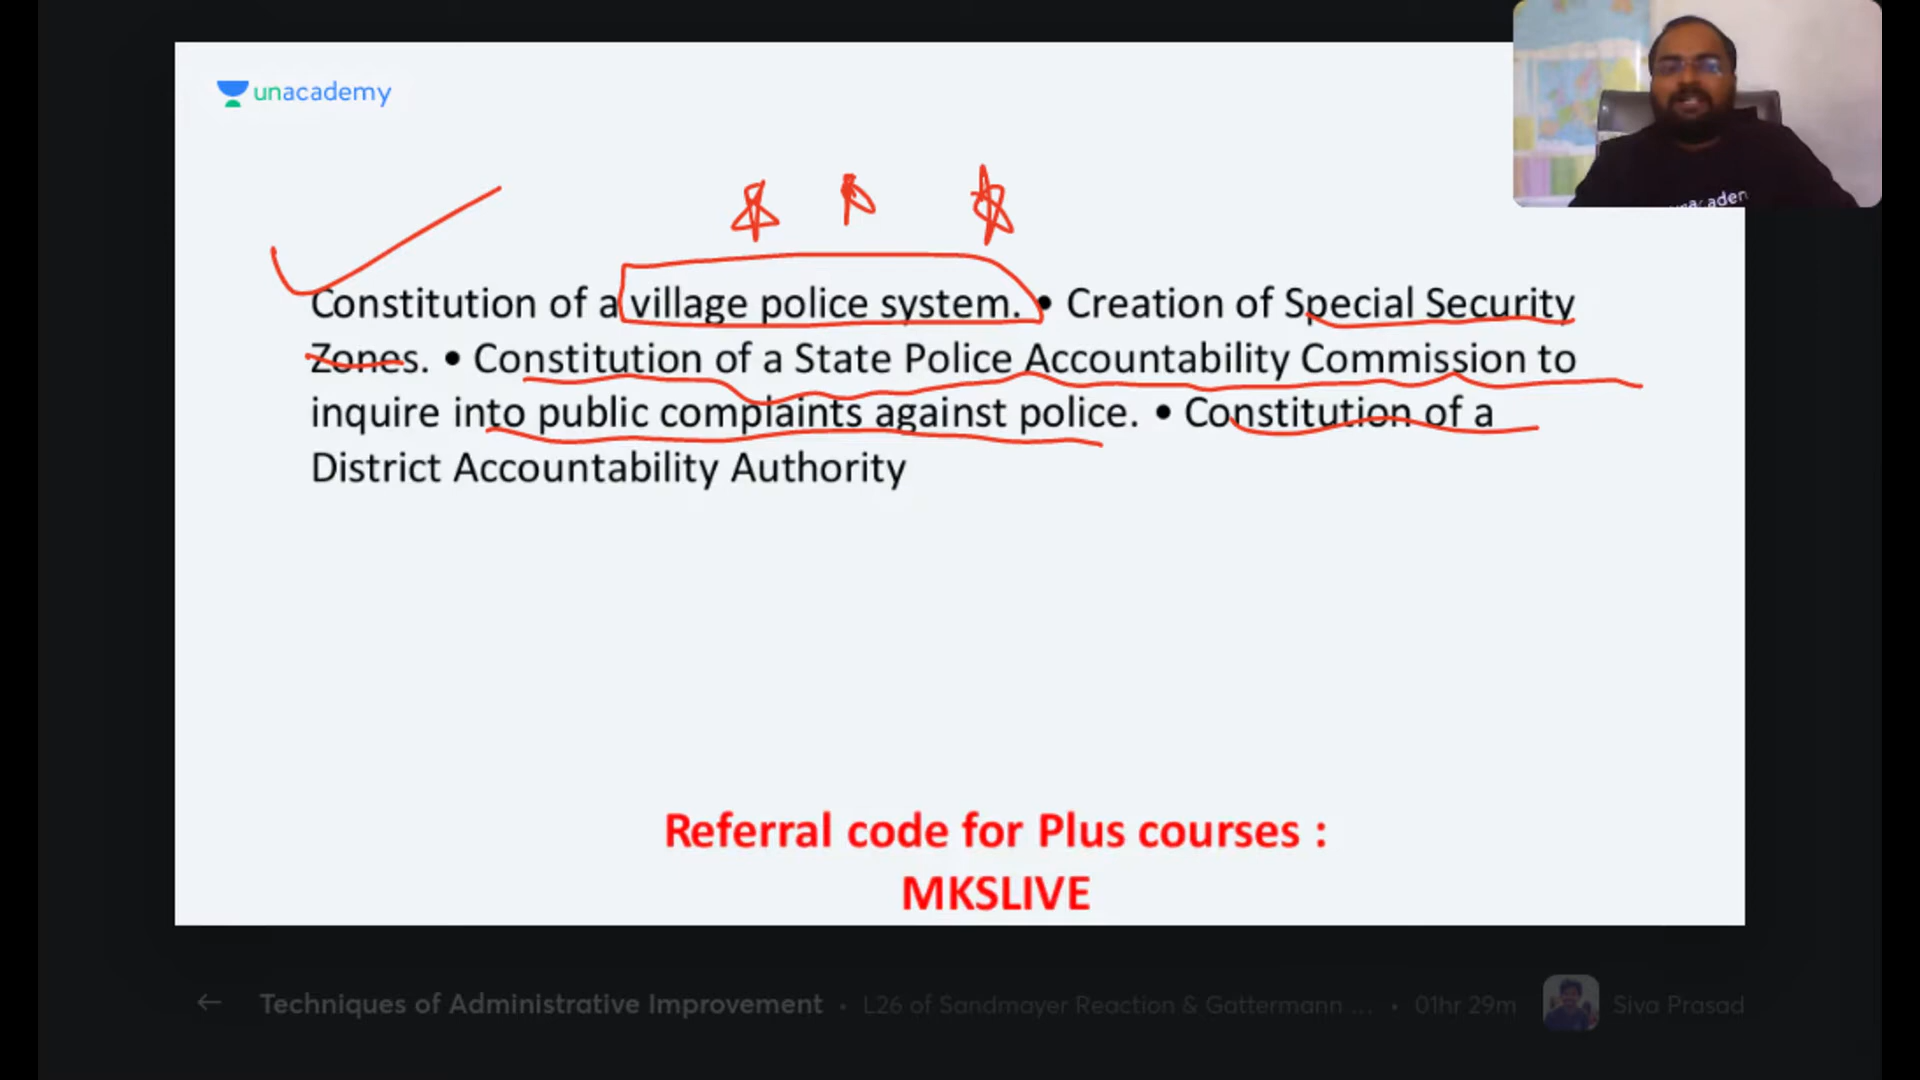 unacademy
Constitution of a village police system. • Creation of Special Security
Zones. • Constitution of a State Police Accountability Commission to
inquire into public complaints against police. • Constitution of a
District Accountability Authority
Referral code for Plus courses :
MKSLIVE
← Techniques of Administrative Improvement • L26 of Sandmayer Reaction & Gattermann ... • 01hr 29m Siva Prasad